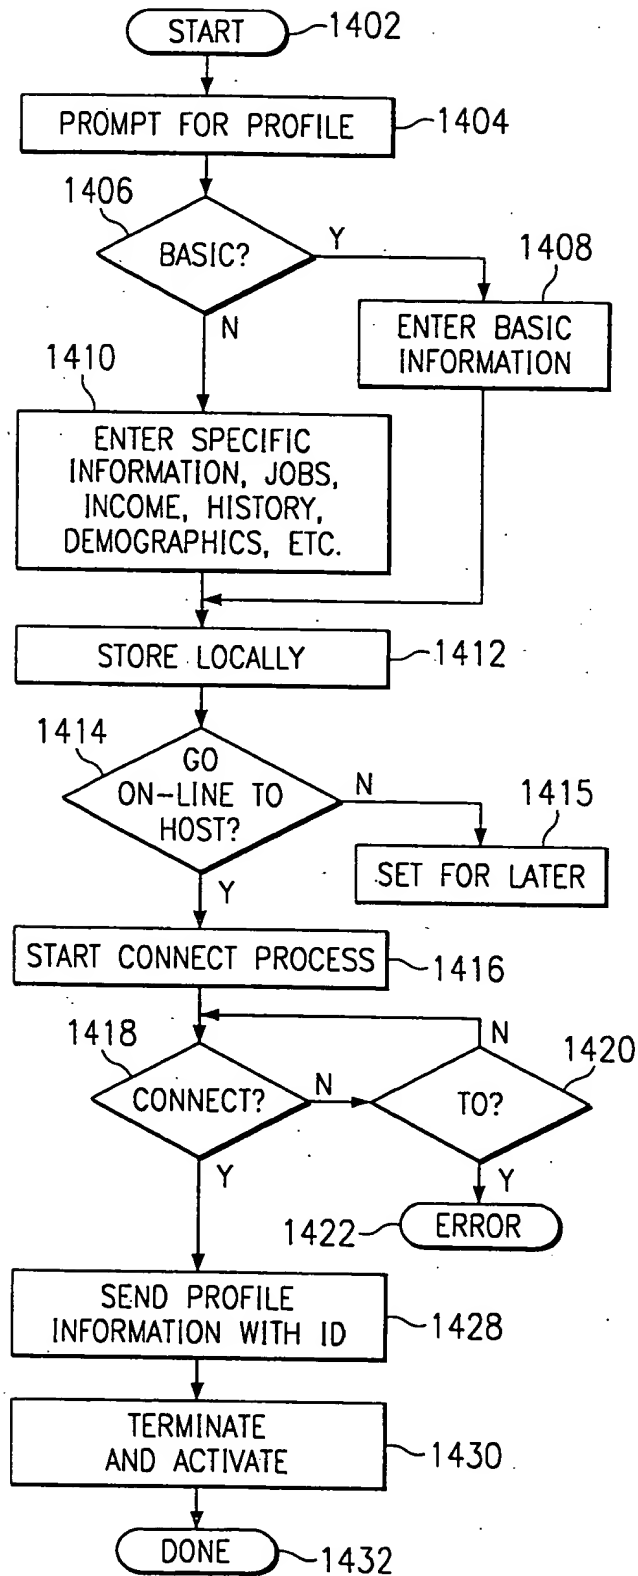 START
1402
PROMPT FOR PROFILE
1404
1406
BASIC?
Y
N
1408
ENTER BASIC
INFORMATION
1410
ENTER SPECIFIC
INFORMATION, JOBS,
INCOME, HISTORY,
DEMOGRAPHICS, ETC.
STORE LOCALLY
1412
1414
GO
ON-LINE TO
HOST?
N
Y
1415
SET FOR LATER
START CONNECT PROCESS
1416
1418
CONNECT?
N
Y
1420
TO?
N
Y
1422
ERROR
SEND PROFILE
INFORMATION WITH ID
1428
TERMINATE
AND ACTIVATE
1430
DONE
1432